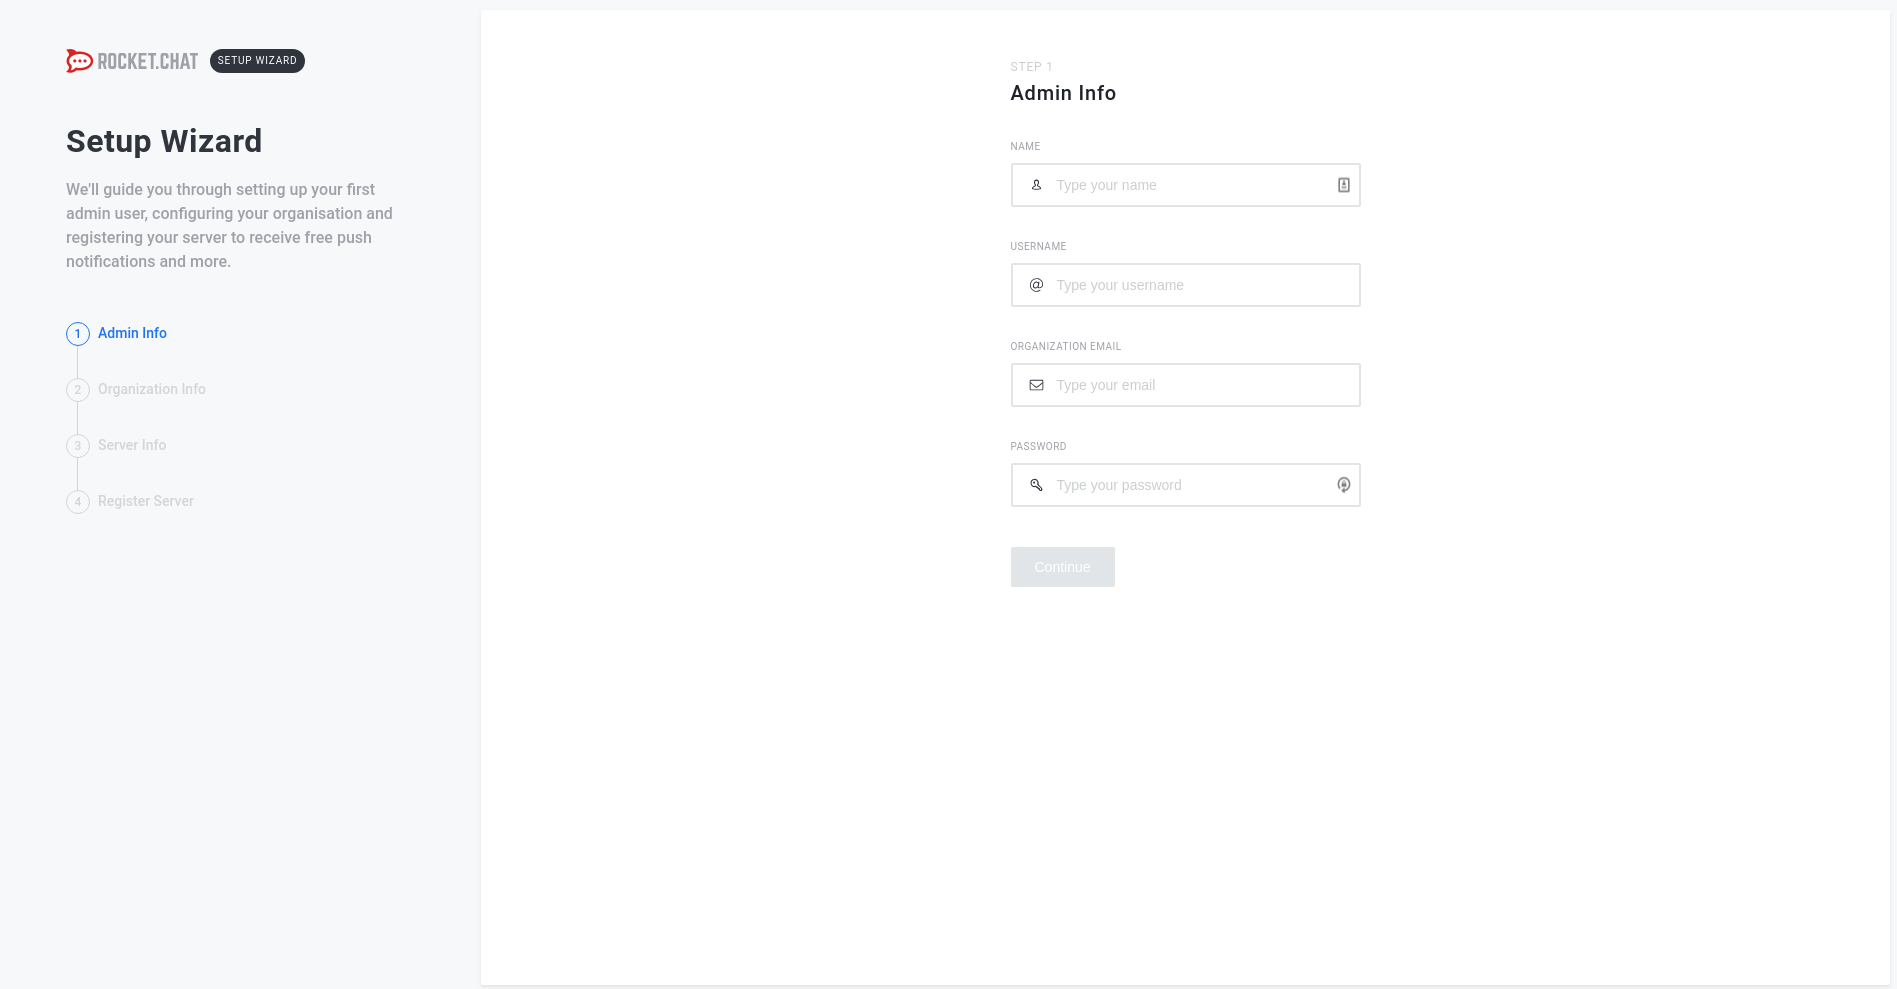 ROCKET.CHAT SETUP WIZARD
Setup Wizard
We'll guide you through setting up your first
admin user, configuring your organisation and
registering your server to receive free push
notifications and more.
1 Admin Info
2 Organization Info
3 Server Info
4 Register Server
STEP 1
Admin Info
NAME
Type your name
USERNAME
@ Type your username
ORGANIZATION EMAIL
Type your email
PASSWORD
Type your password
Continue